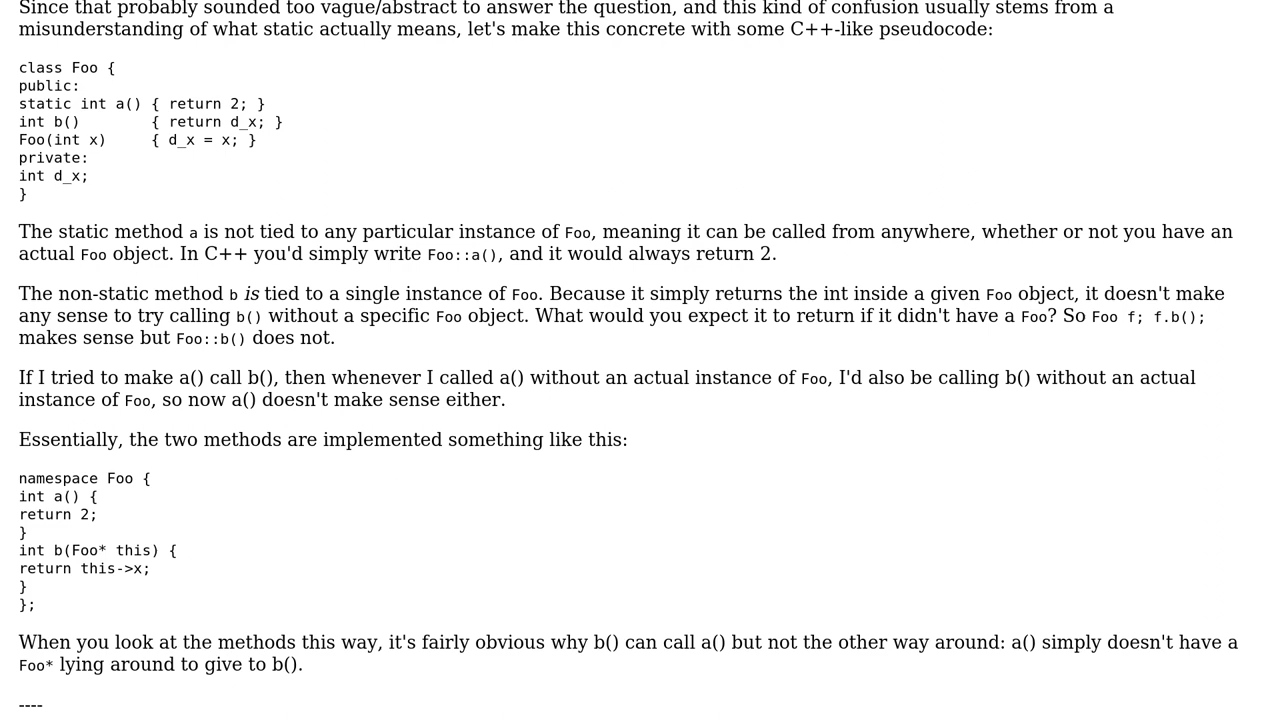 Since that probably sounded too vague/abstract to answer the question, and this kind of confusion usually stems from a
misunderstanding of what static actually means, let's make this concrete with some C++-like pseudocode:
class Foo {
public:
static int a() { return 2; }
int b()        { return d_x; }
Foo(int x)     { d_x = x; }
private:
int d_x;
}
The static method a is not tied to any particular instance of Foo, meaning it can be called from anywhere, whether or not you have an
actual Foo object. In C++ you'd simply write Foo::a(), and it would always return 2.
The non-static method b is tied to a single instance of Foo. Because it simply returns the int inside a given Foo object, it doesn't make
any sense to try calling b() without a specific Foo object. What would you expect it to return if it didn't have a Foo? So Foo f; f.b();
makes sense but Foo::b() does not.
If I tried to make a() call b(), then whenever I called a() without an actual instance of Foo, I'd also be calling b() without an actual
instance of Foo, so now a() doesn't make sense either.
Essentially, the two methods are implemented something like this:
namespace Foo {
int a() {
return 2;
}
int b(Foo* this) {
return this->x;
}
};
When you look at the methods this way, it's fairly obvious why b() can call a() but not the other way around: a() simply doesn't have a
Foo* lying around to give to b().
----